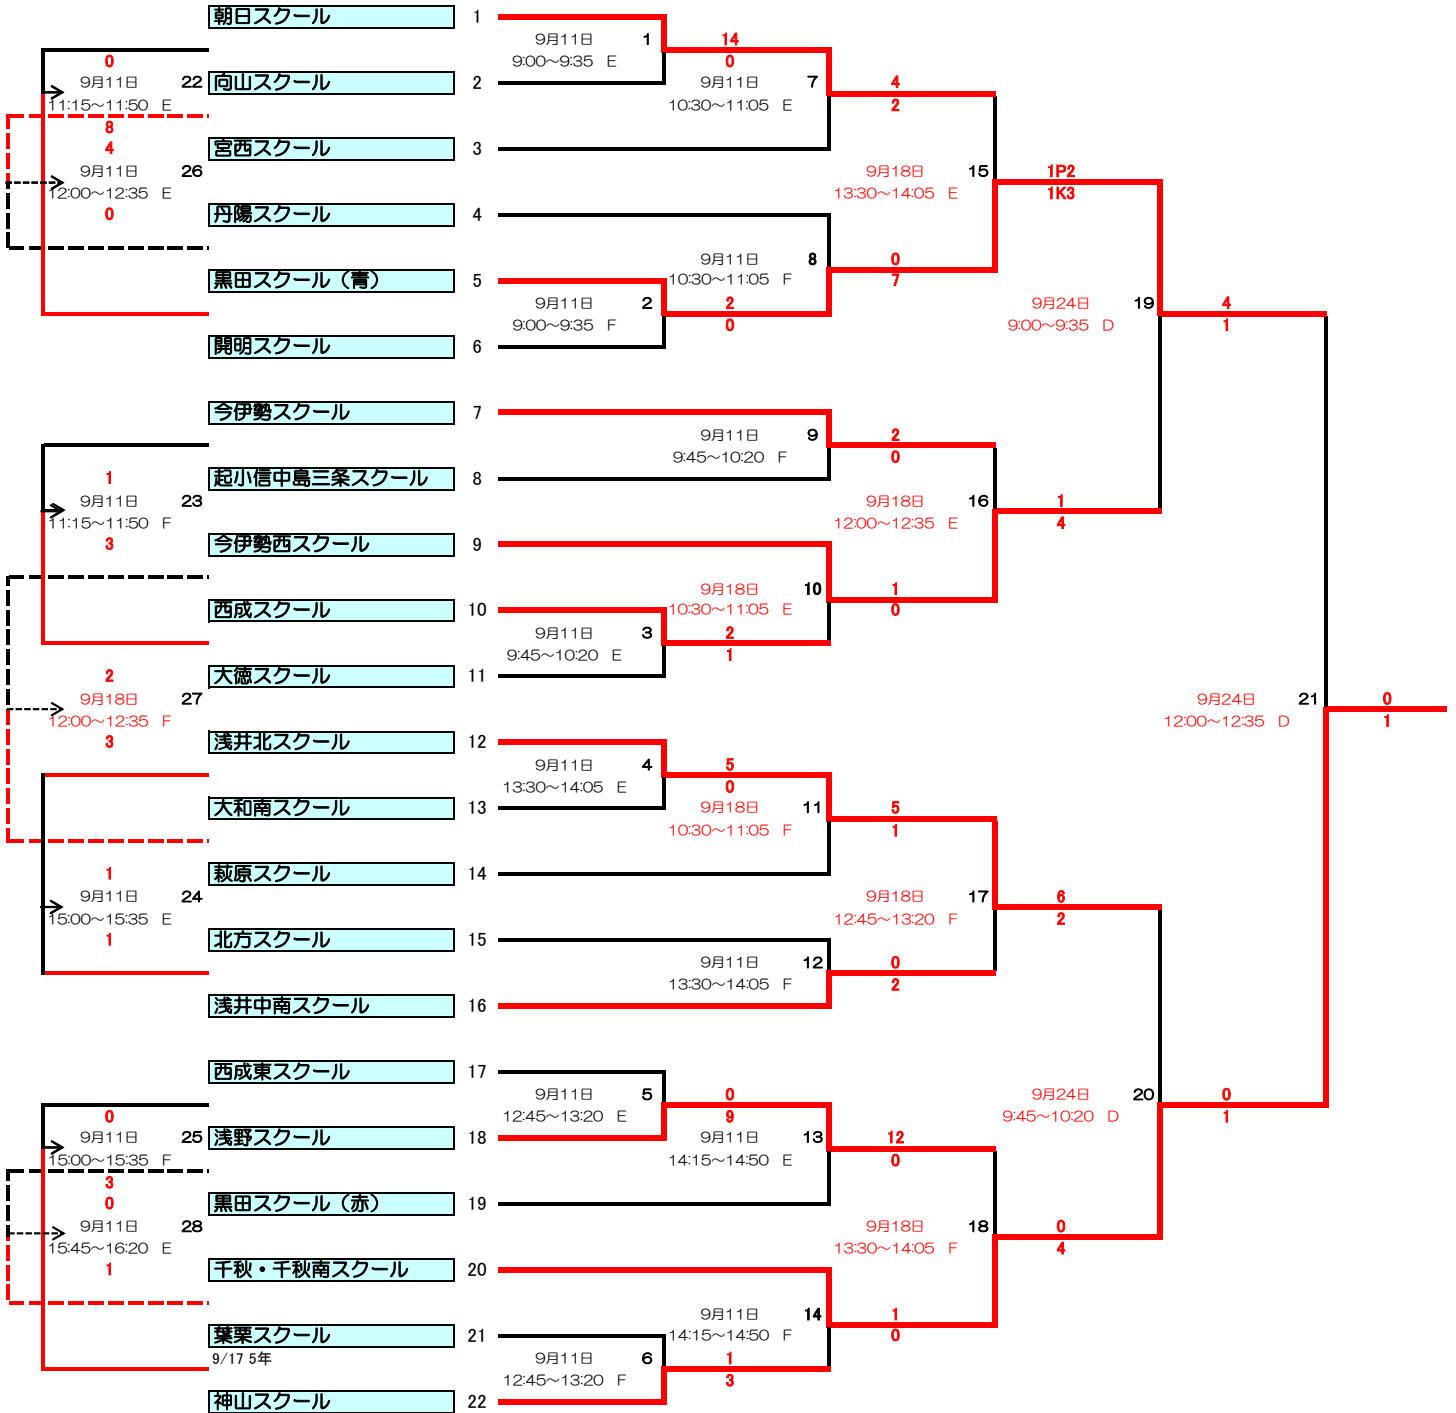 朝日スクール 1
9月11日 1
9:00～9:35 E
14
0
0
9月11日 22
11:15～11:50 E
8
向山スクール 2
9月11日 7
10:30～11:05 E
4
2
宮西スクール 3
4
9月11日 26
12:00～12:35 E
0
9月18日 15
13:30～14:05 E
1P2
1K3
丹陽スクール 4
9月11日 8
10:30～11:05 F
0
7
黒田スクール（青） 5
9月11日 2
9:00～9:35 F
2
0
9月24日 19
9:00～9:35 D
4
1
開明スクール 6
今伊勢スクール 7
9月11日 9
9:45～10:20 F
2
0
起小信中島三条スクール 8
1
9月11日 23
11:15～11:50 F
3
9月18日 16
12:00～12:35 E
1
4
今伊勢西スクール 9
9月18日 10
10:30～11:05 E
1
0
西成スクール 10
9月11日 3
9:45～10:20 E
2
1
大徳スクール 11
2
9月18日 27
12:00～12:35 F
3
9月24日 21
12:00～12:35 D
0
1
浅井北スクール 12
9月11日 4
13:30～14:05 E
5
0
大和南スクール 13
9月18日 11
10:30～11:05 F
5
1
萩原スクール 14
1
9月11日 24
15:00～15:35 E
1
9月18日 17
12:45～13:20 F
6
2
北方スクール 15
9月11日 12
13:30～14:05 F
0
2
浅井中南スクール 16
西成東スクール 17
9月11日 5
12:45～13:20 E
0
9
9月24日 20
9:45～10:20 D
0
1
0
9月11日 25
15:00～15:35 F
3
浅野スクール 18
9月11日 13
14:15～14:50 E
12
0
黒田スクール（赤） 19
0
9月11日 28
15:45～16:20 E
1
9月18日 18
13:30～14:05 F
0
4
千秋・千秋南スクール 20
9月11日 14
14:15～14:50 F
1
0
葉栗スクール 21
9/17 5年
9月11日 6
12:45～13:20 F
1
3
神山スクール 22